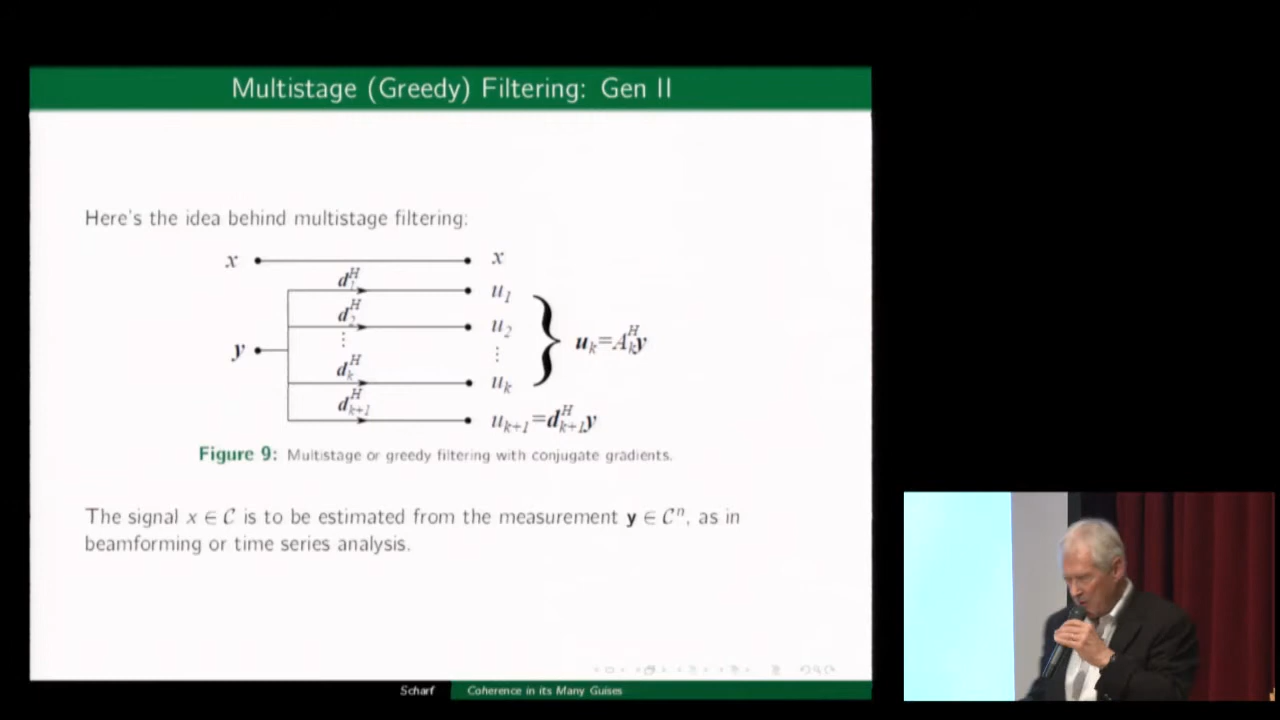 Multistage (Greedy) Filtering: Gen II
Here's the idea behind multistage filtering:
x x
d₁ᴴ u₁
d₂ᴴ u₂
⋮ ⋮
y
dₖᴴ uₖ
} uₖ=Aₖᴴy
dₖ₊₁ᴴ uₖ₊₁=dₖ₊₁ᴴy
Figure 9: Multistage or greedy filtering with conjugate gradients.
The signal x ∈ 𝒞 is to be estimated from the measurement y ∈ 𝒞ⁿ, as in
beamforming or time series analysis.
Scharf Coherence in its Many Guises